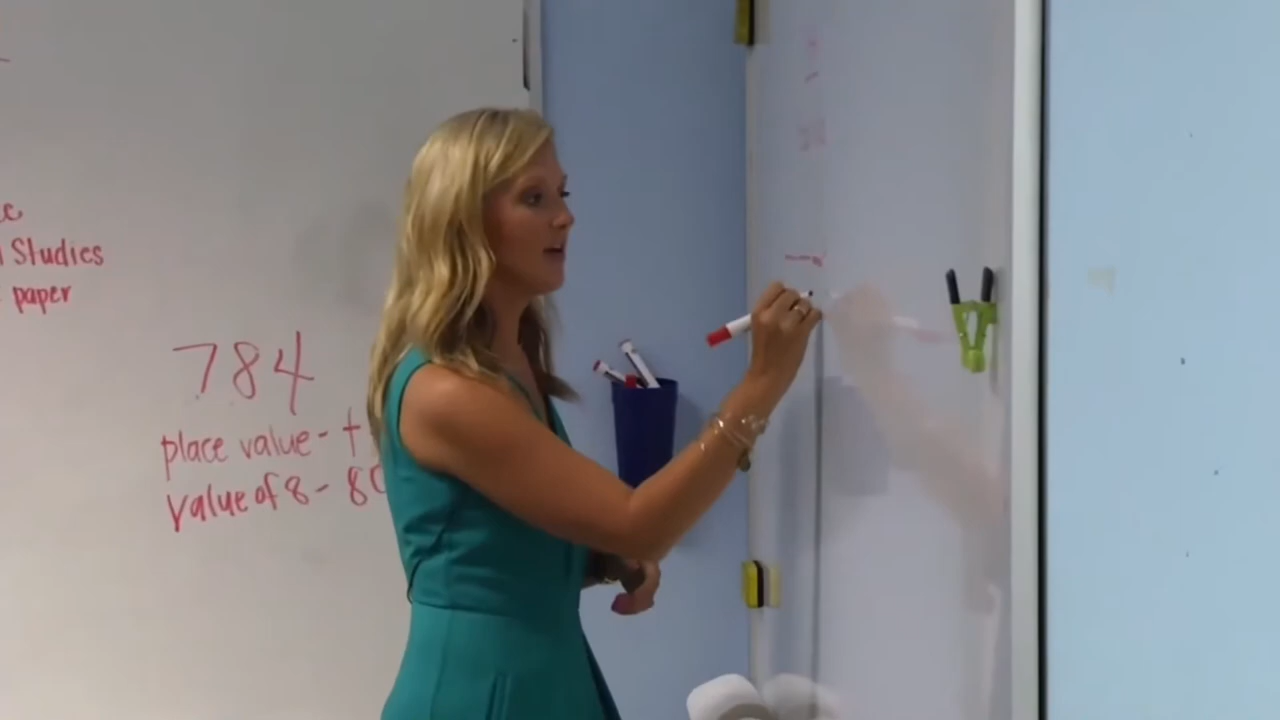 Studies
paper
784
place value - t
value of 8 - 80